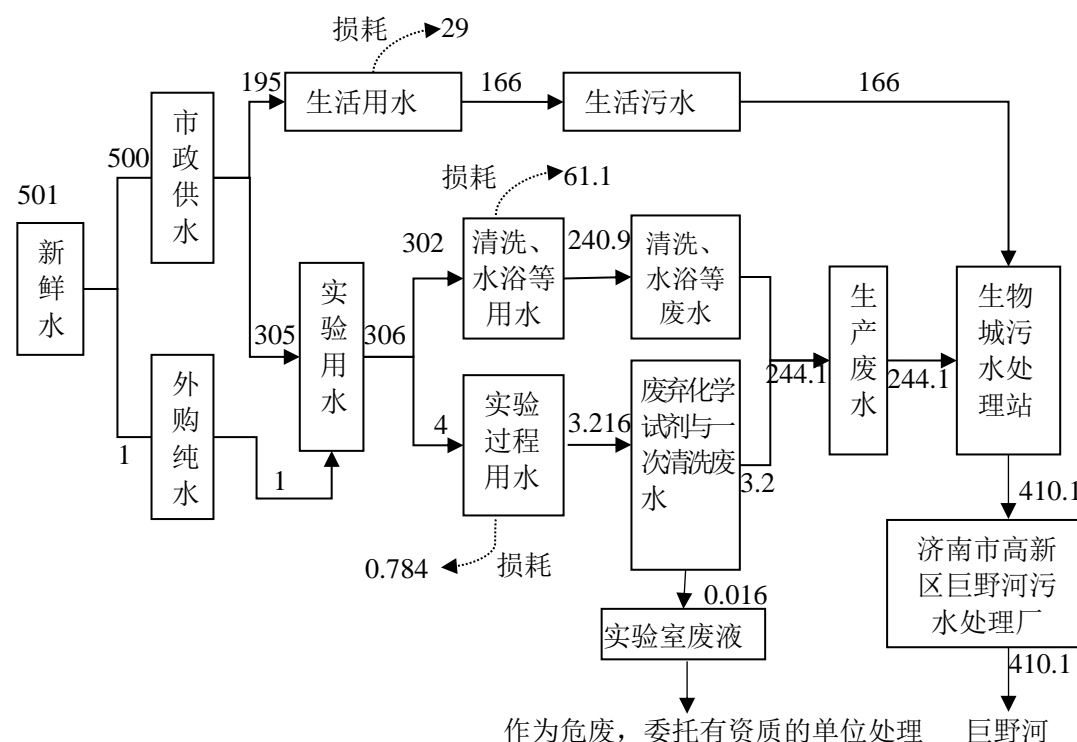 损耗 29
195 生活用水 166 生活污水 166
500
市
政
供
水
损耗 61.1
501
新
鲜
水
302
清洗、
水浴等
用水
240.9
清洗、
水浴等
废水
305
实
验
用
水
306
生
产
废
水
生物
城污
水处
理站
244.1
244.1
1
外
购
纯
水
1
4
实验
过程
用水
3.216
废弃化学
试剂与一
次清洗废
水
3.2
410.1
0.784 损耗
济南市高新
区巨野河污
水处理厂
0.016
实验室废液
410.1
作为危废，委托有资质的单位处理
巨野河